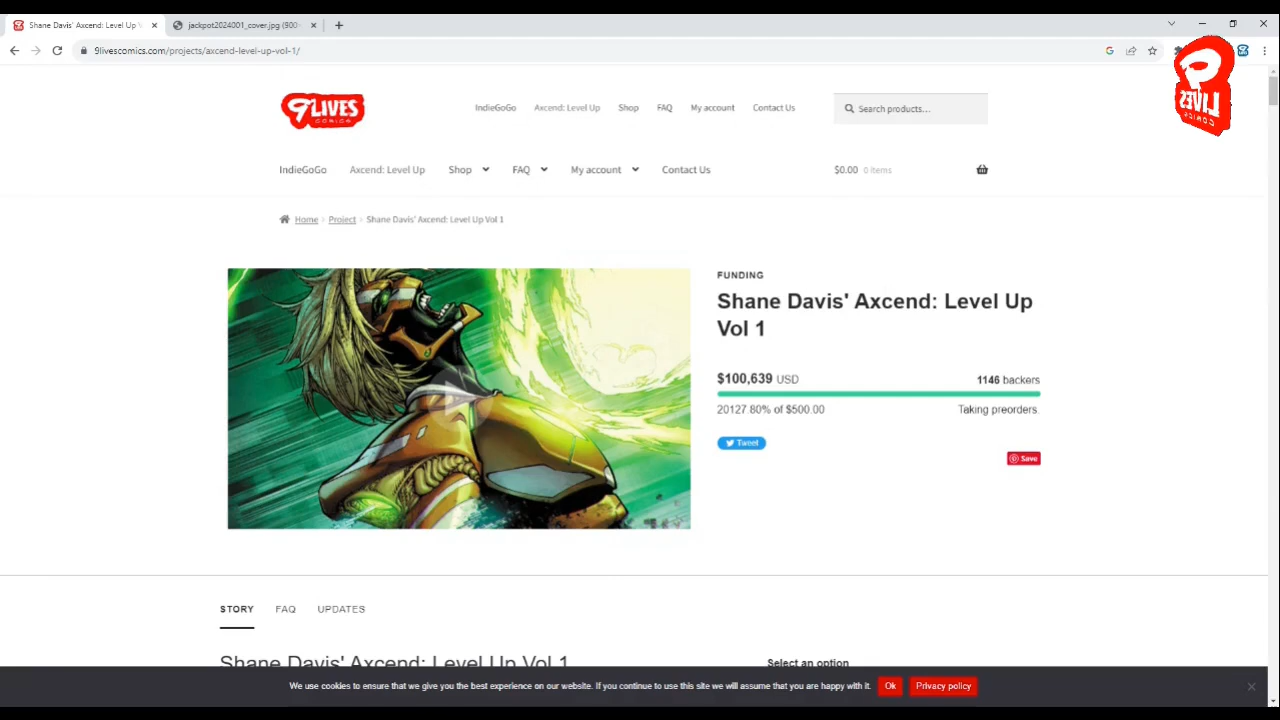 Shane Davis' Axcend: Level Up V
jackpot2024001_cover.jpg (900×
9livescomics.com/projects/axcend-level-up-vol-1/
9LIVES
COMICS
IndieGoGo Axcend: Level Up Shop FAQ My account Contact Us
Search products…
LIVES
COMICS
IndieGoGo Axcend: Level Up Shop FAQ My account Contact Us
$0.00 0 items
Home Project Shane Davis' Axcend: Level Up Vol 1
FUNDING
Shane Davis' Axcend: Level Up
Vol 1
$100,639 USD 1146 backers
20127.80% of $500.00 Taking preorders.
Tweet
Save
STORY FAQ UPDATES
Shane Davis' Axcend: Level Up Vol 1
Select an option
We use cookies to ensure that we give you the best experience on our website. If you continue to use this site we will assume that you are happy with it. Ok Privacy policy